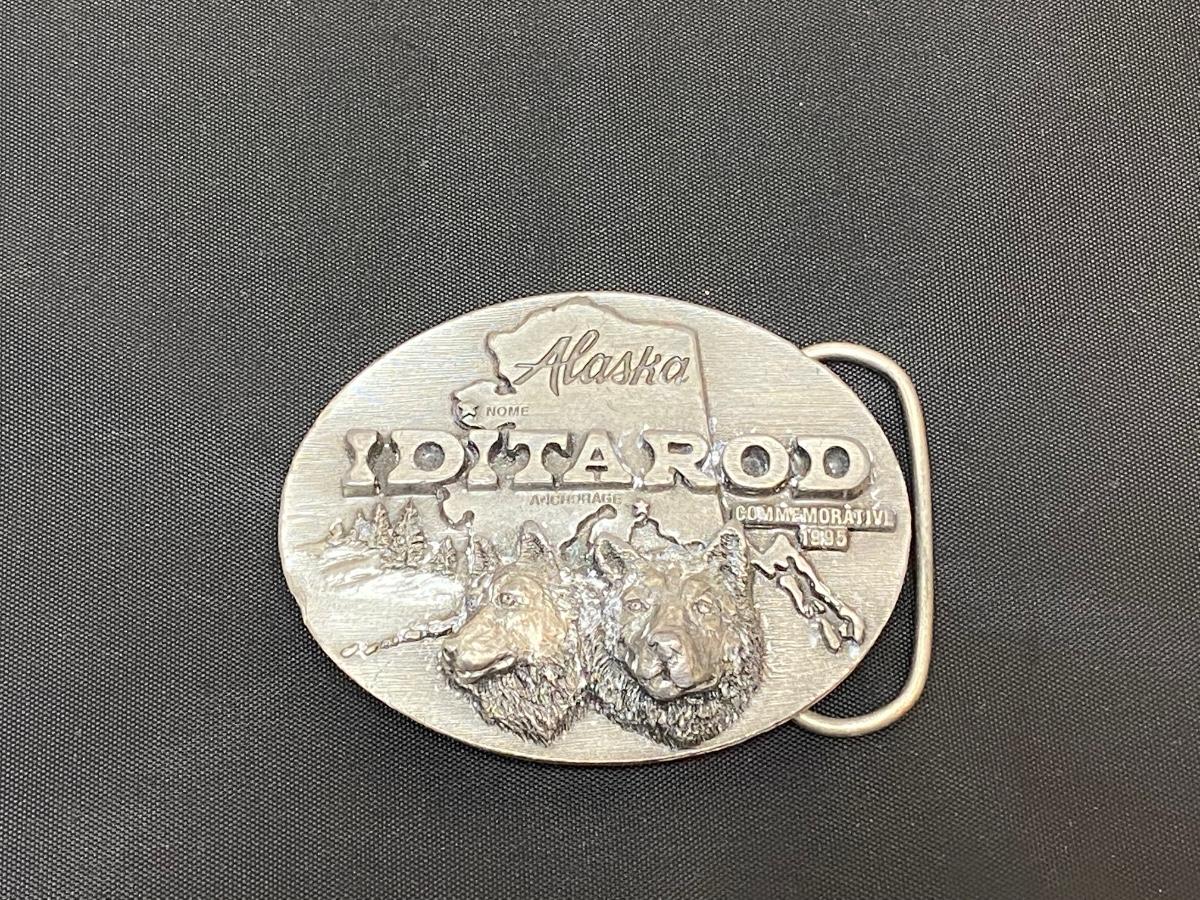 Alaska
NOME
IDITAROD
ANCHORAGE
COMMEMORATIVE
1995